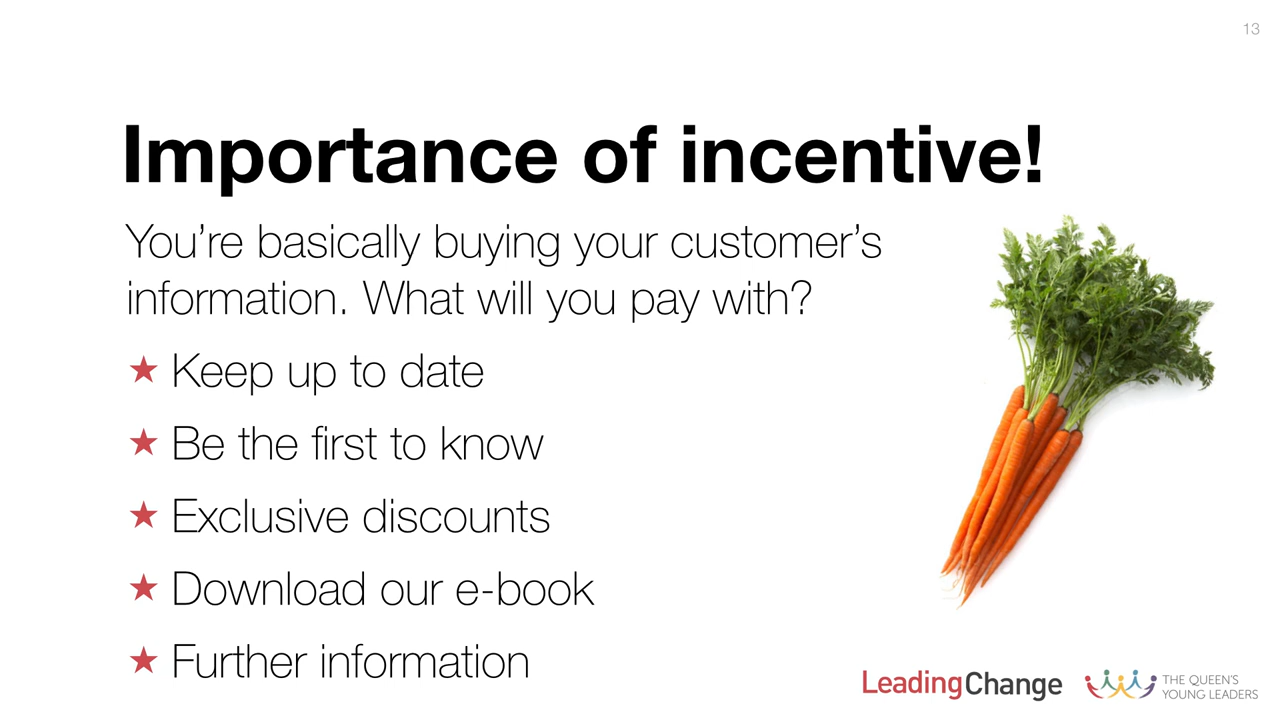 13
Importance of incentive!
You're basically buying your customer's
information. What will you pay with?
★ Keep up to date
★ Be the first to know
★ Exclusive discounts
★ Download our e-book
★ Further information
LeadingChange
THE QUEEN'S
YOUNG LEADERS